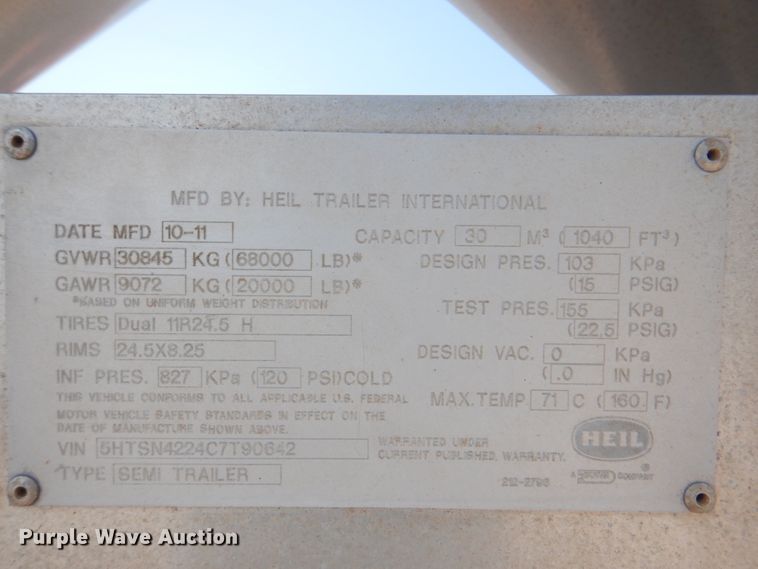 MFD BY: HEIL TRAILER INTERNATIONAL
DATE MFD 10-11 CAPACITY 30 M³ (1040 FT³)
GVWR 30845 KG (68000 LB)* DESIGN PRES. 103 KPa
GAWR 9072 KG (20000 LB)* (15 PSIG)
*BASED ON UNIFORM WEIGHT DISTRIBUTION TEST PRES. 155 KPa
TIRES Dual 11R24.5 H (22.5 PSIG)
RIMS 24.5X8.25 DESIGN VAC. 0 KPa
INF PRES. 827 KPa (120 PSI)COLD (.0 IN Hg)
THIS VEHICLE CONFORMS TO ALL APPLICABLE U.S. FEDERAL MAX.TEMP 71 C (160 F)
MOTOR VEHICLE SAFETY STANDARDS IN EFFECT ON THE
DATE OF MANUFACTURE SHOWN ABOVE.
HEIL
VIN 5HTSN4224C7T90642 WARRANTED UNDER
CURRENT PUBLISHED, WARRANTY.
TYPE SEMI TRAILER A COMPANY ®
212-2796
Purple Wave Auction